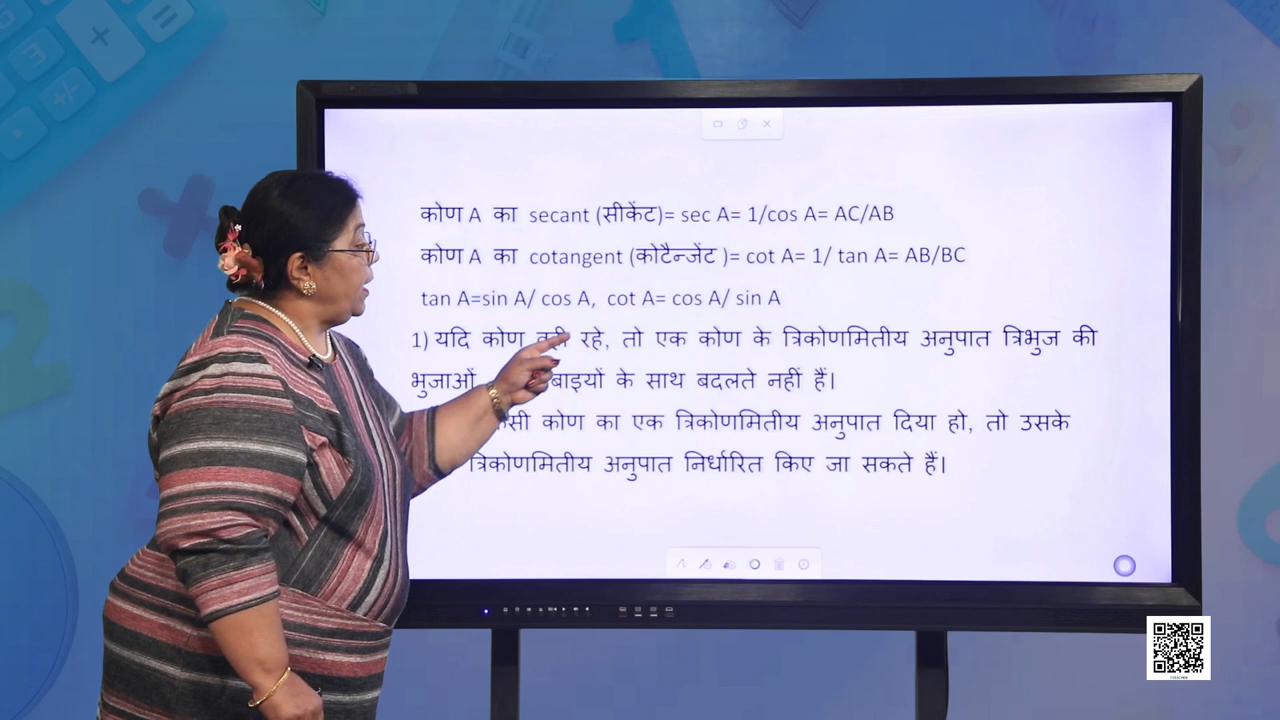 कोण A का secant (सीकेंट)= sec A= 1/cos A= AC/AB
कोण A का cotangent (कोटैन्जेंट )= cot A= 1/ tan A= AB/BC
tan A=sin A/ cos A, cot A= cos A/ sin A
1) यदि कोण वही रहे, तो एक कोण के त्रिकोणमितीय अनुपात त्रिभुज की
भुजाओं के साथ बदलते नहीं हैं।
कोण का एक त्रिकोणमितीय अनुपात दिया हो, तो उसके
त्रिकोणमितीय अनुपात निर्धारित किए जा सकते हैं।